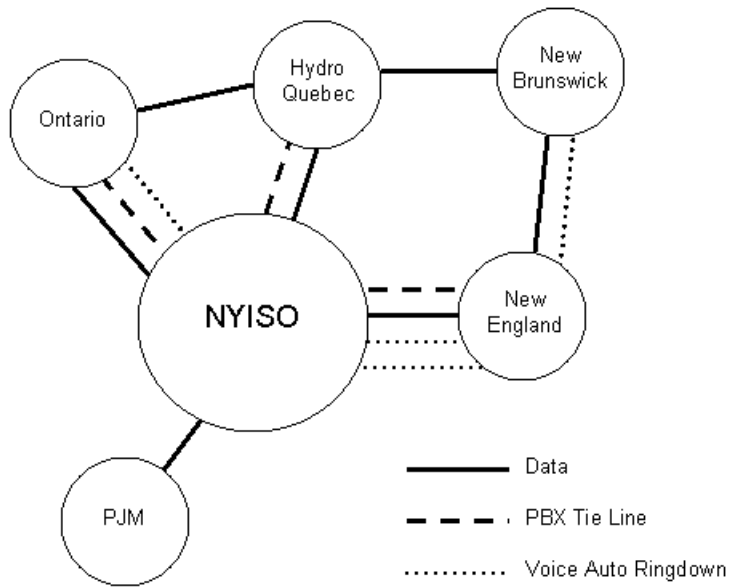 New
Brunswick
Hydro
Quebec
Ontario
NYISO
New
England
PJM
Data
PBX Tie Line
Voice Auto Ringdown